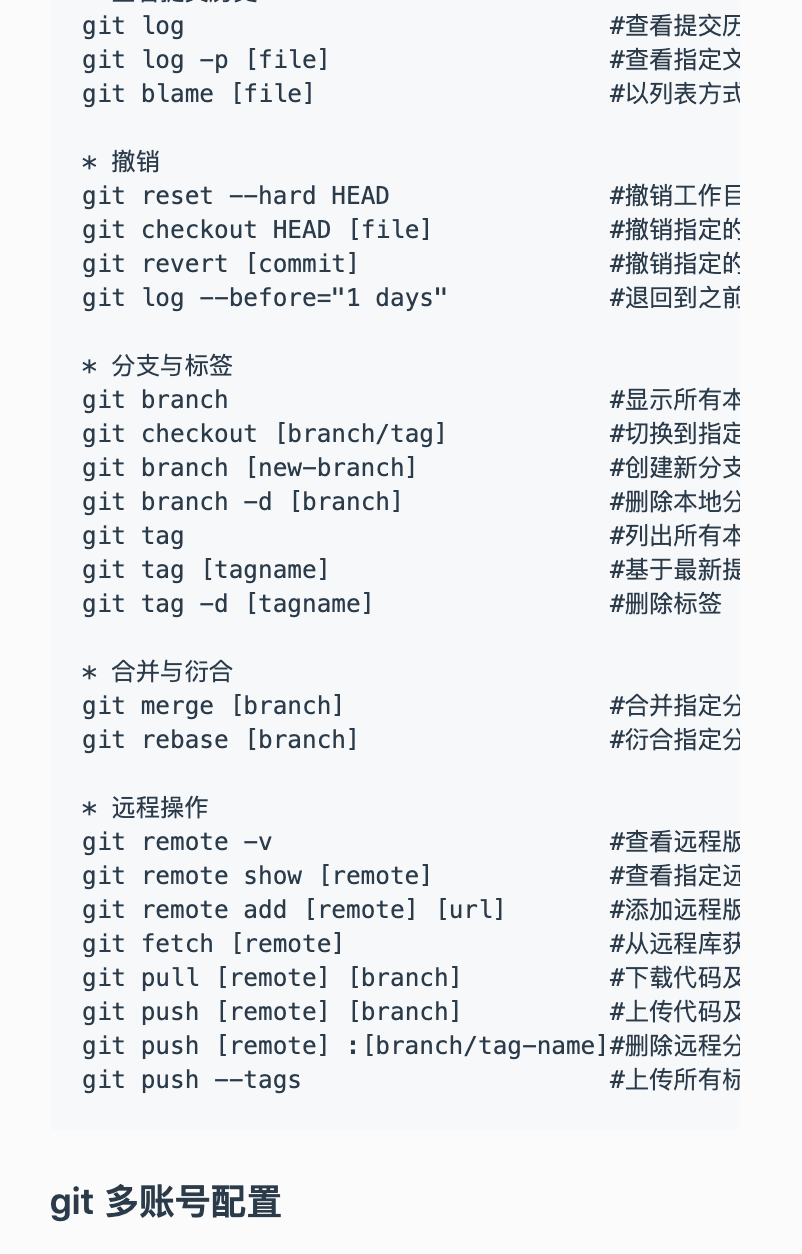 git log #查看提交历
git log -p [file] #查看指定文
git blame [file] #以列表方式
* 撤销
git reset --hard HEAD #撤销工作目
git checkout HEAD [file] #撤销指定的
git revert [commit] #撤销指定的
git log --before="1 days" #退回到之前
* 分支与标签
git branch #显示所有本
git checkout [branch/tag] #切换到指定
git branch [new-branch] #创建新分支
git branch -d [branch] #删除本地分
git tag #列出所有本
git tag [tagname] #基于最新提
git tag -d [tagname] #删除标签
* 合并与衍合
git merge [branch] #合并指定分
git rebase [branch] #衍合指定分
* 远程操作
git remote -v #查看远程版
git remote show [remote] #查看指定远
git remote add [remote] [url] #添加远程版
git fetch [remote] #从远程库获
git pull [remote] [branch] #下载代码及
git push [remote] [branch] #上传代码及
git push [remote] :[branch/tag-name]#删除远程分
git push --tags #上传所有标
git 多账号配置